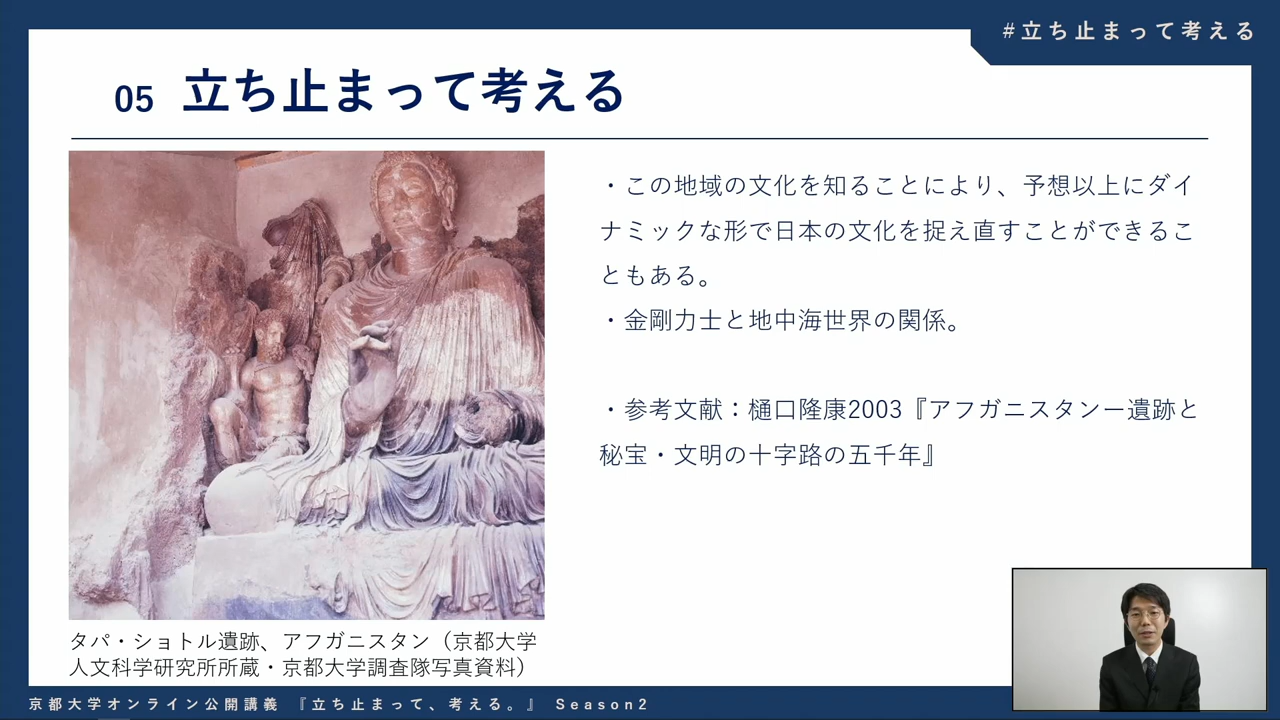 #立ち止まって考える
05 立ち止まって考える
・この地域の文化を知ることにより、予想以上にダイ
ナミックな形で日本の文化を捉え直すことができるこ
ともある。
・金剛力士と地中海世界の関係。
・参考文献：樋口隆康2003『アフガニスタンー遺跡と
秘宝・文明の十字路の五千年』
タパ・ショトル遺跡、アフガニスタン（京都大学
人文科学研究所所蔵・京都大学調査隊写真資料）
京都大学オンライン公開講義 『立ち止まって、考える。』 Season2